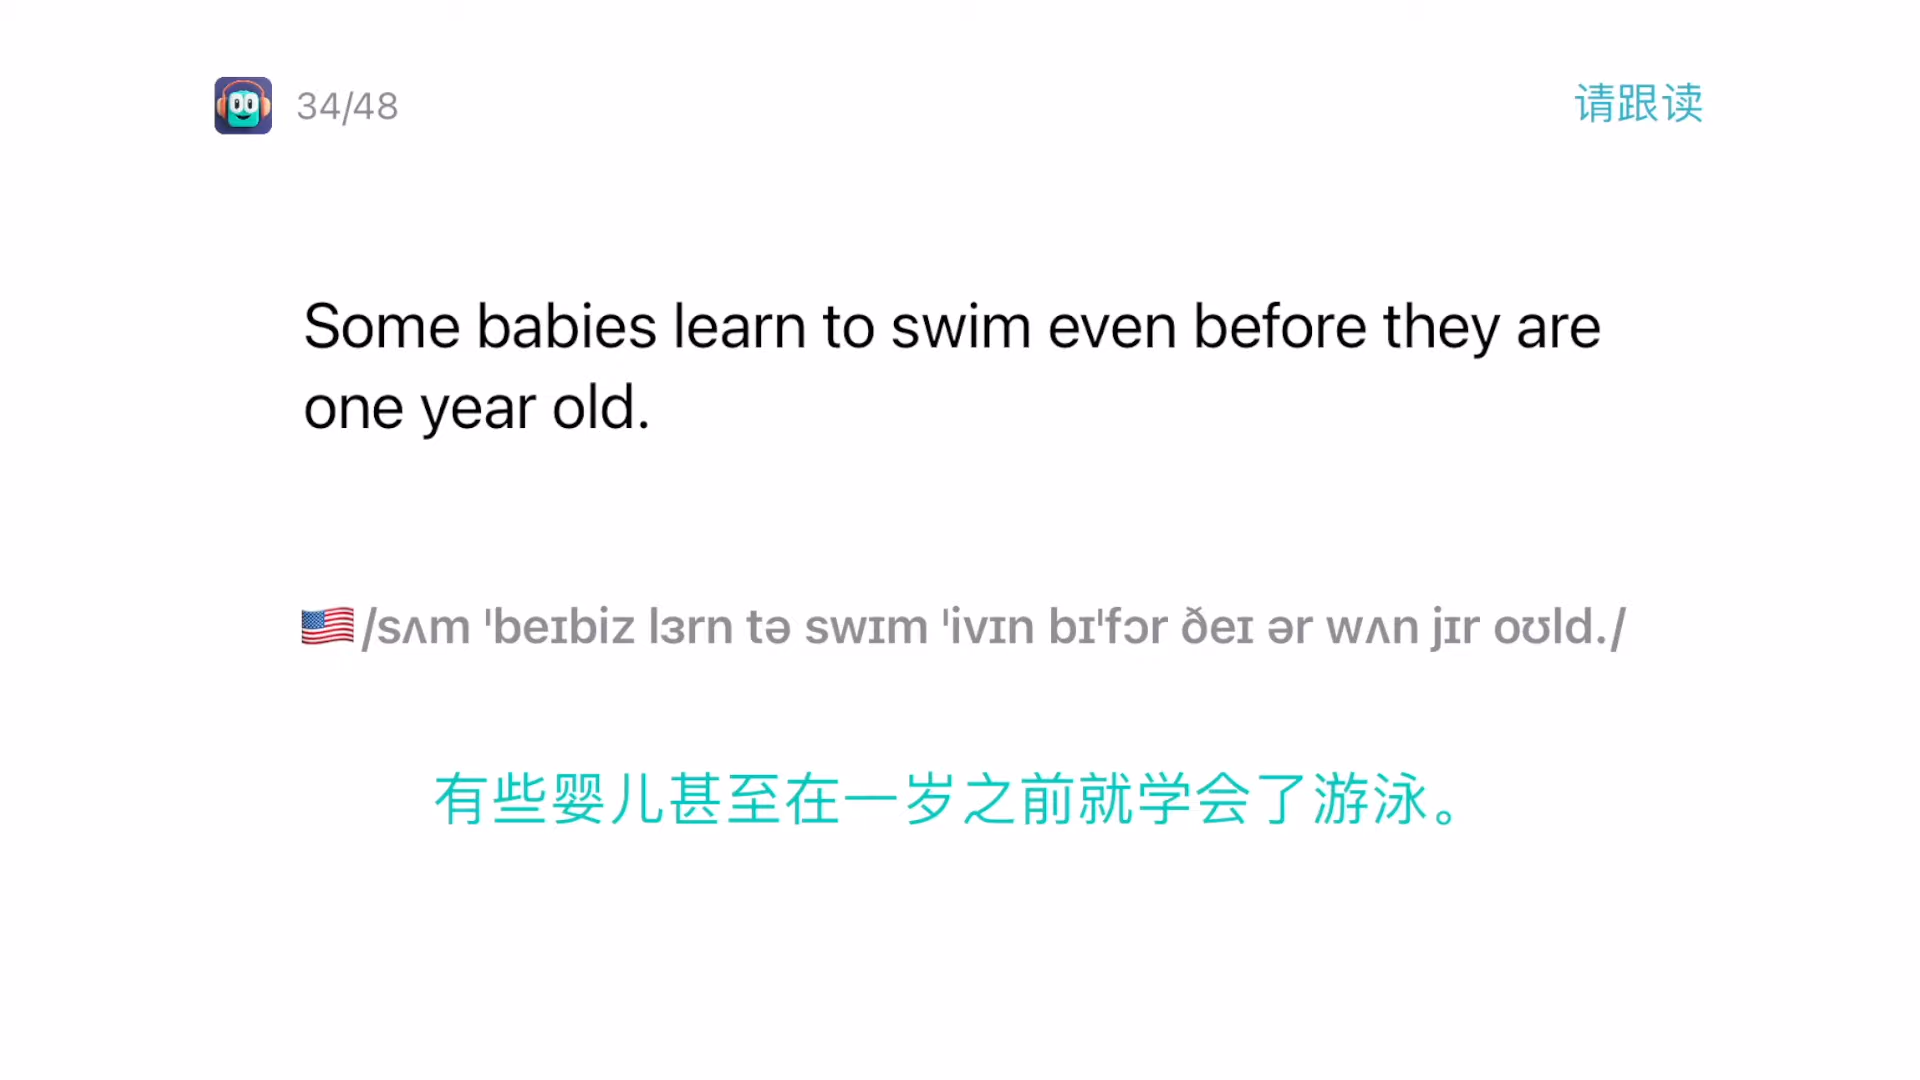 34/48
请跟读
Some babies learn to swim even before they are
one year old.
/sʌm ˈbeɪbiz lɜrn tə swɪm ˈivɪn bɪˈfɔr ðeɪ ər wʌn jɪr oʊld./
有些婴儿甚至在一岁之前就学会了游泳。